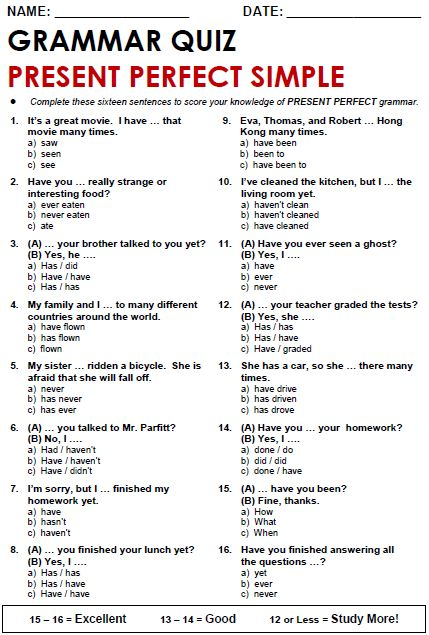 NAME: ____________________ DATE: ________________
GRAMMAR QUIZ
PRESENT PERFECT SIMPLE
● Complete these sixteen sentences to score your knowledge of PRESENT PERFECT grammar.
1. It's a great movie. I have … that
movie many times.
a) saw
b) seen
c) see
2. Have you … really strange or
interesting food?
a) ever eaten
b) never eaten
c) ate
3. (A) … your brother talked to you yet?
(B) Yes, he ….
a) Has / did
b) Have / have
c) Has / has
4. My family and I … to many different
countries around the world.
a) have flown
b) has flown
c) flown
5. My sister … ridden a bicycle. She is
afraid that she will fall off.
a) never
b) has never
c) has ever
6. (A) … you talked to Mr. Parfitt?
(B) No, I ….
a) Had / haven't
b) Have / haven't
c) Have / didn't
7. I'm sorry, but I … finished my
homework yet.
a) have
b) hasn't
c) haven't
8. (A) … you finished your lunch yet?
(B) Yes, I ….
a) Has / has
b) Has / have
c) Have / have
9. Eva, Thomas, and Robert … Hong
Kong many times.
a) have been
b) been to
c) have been to
10. I've cleaned the kitchen, but I … the
living room yet.
a) haven't clean
b) haven't cleaned
c) have cleaned
11. (A) Have you ever seen a ghost?
(B) Yes, I ….
a) have
b) ever
c) never
12. (A) … your teacher graded the tests?
(B) Yes, she ….
a) Has / has
b) Has / have
c) Have / graded
13. She has a car, so she … there many
times.
a) have drive
b) has driven
c) has drove
14. (A) Have you … your homework?
(B) Yes, I ….
a) done / do
b) did / did
c) done / have
15. (A) … have you been?
(B) Fine, thanks.
a) How
b) What
c) When
16. Have you finished answering all
the questions …?
a) yet
b) ever
c) never
15 – 16 = Excellent 13 – 14 = Good 12 or Less = Study More!